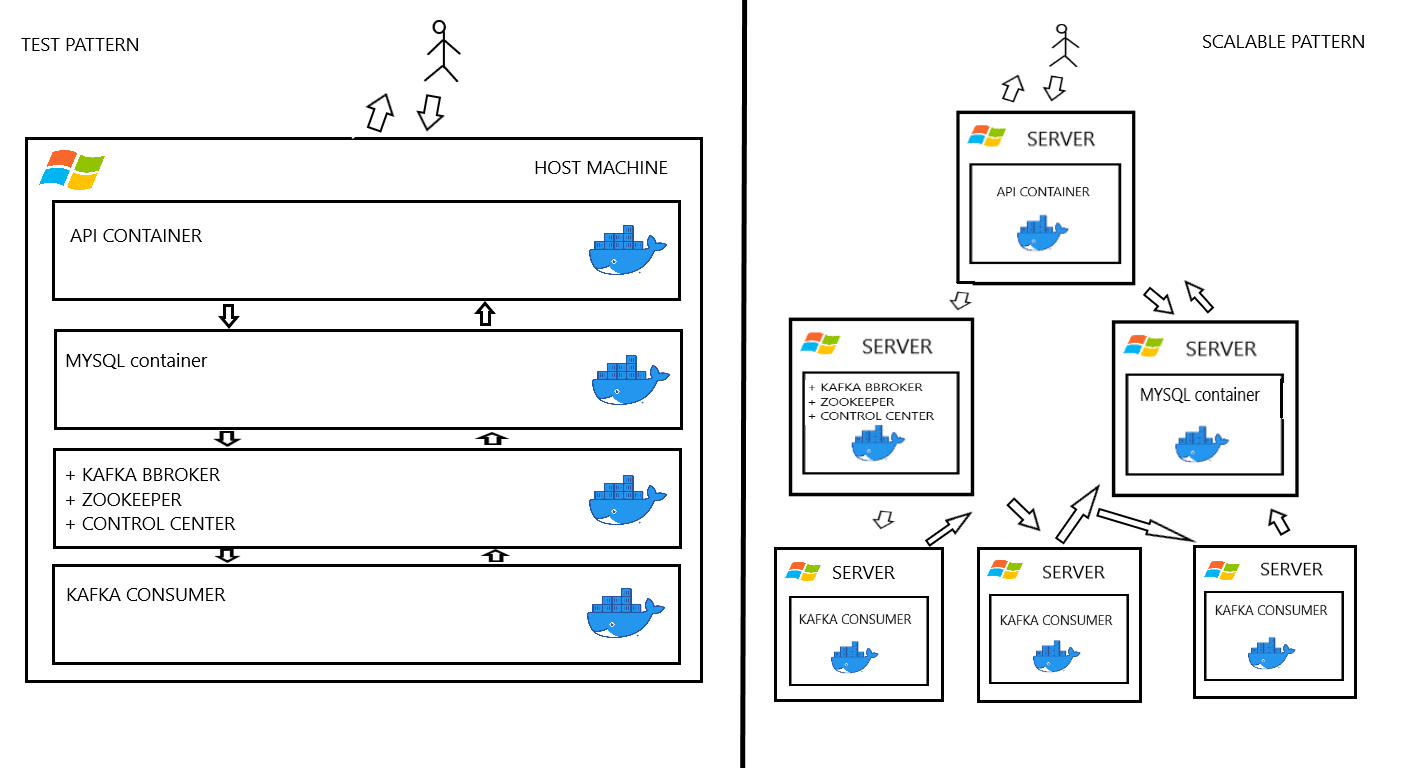 TEST PATTERN
HOST MACHINE
API CONTAINER
MYSQL container
+ KAFKA BBROKER
+ ZOOKEEPER
+ CONTROL CENTER
KAFKA CONSUMER
SCALABLE PATTERN
SERVER
API CONTAINER
SERVER
+ KAFKA BBROKER
+ ZOOKEEPER
+ CONTROL CENTER
SERVER
MYSQL container
SERVER
KAFKA CONSUMER
SERVER
KAFKA CONSUMER
SERVER
KAFKA CONSUMER